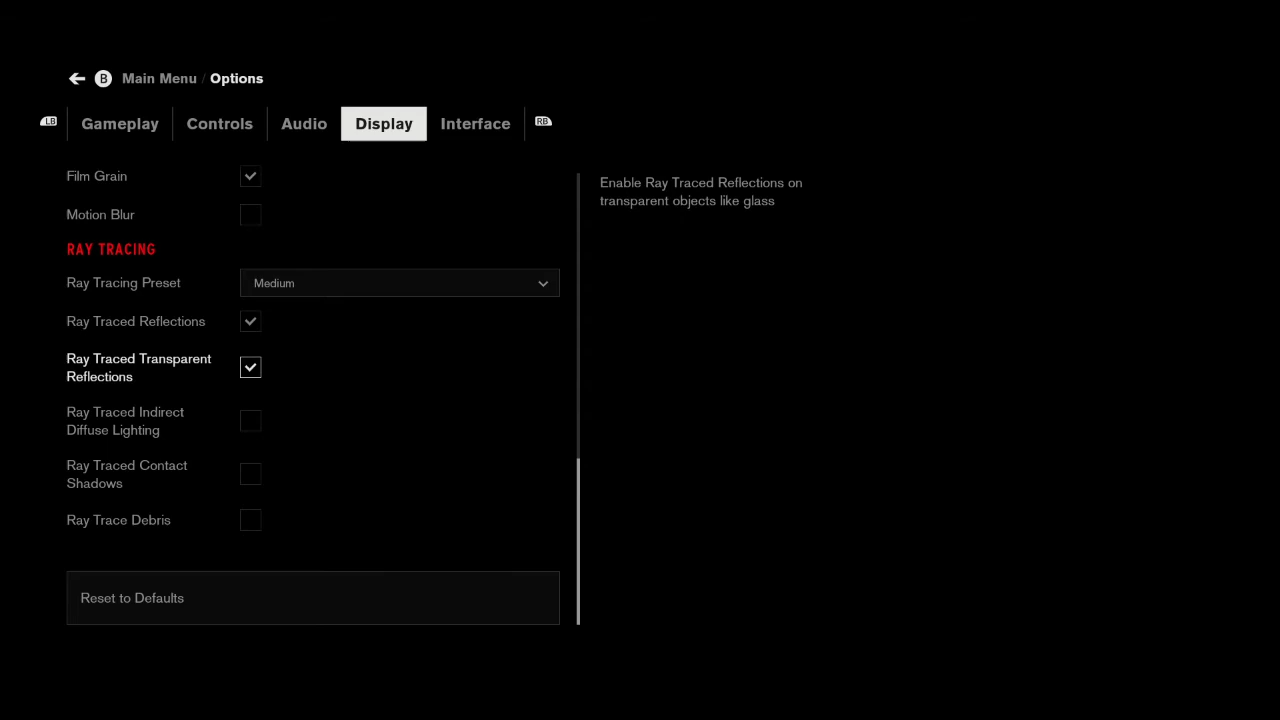 B Main Menu / Options
LB Gameplay Controls Audio Display Interface RB
Film Grain
Motion Blur
RAY TRACING
Ray Tracing Preset Medium
Ray Traced Reflections
Ray Traced Transparent
Reflections
Ray Traced Indirect
Diffuse Lighting
Ray Traced Contact
Shadows
Ray Trace Debris
Reset to Defaults
Enable Ray Traced Reflections on
transparent objects like glass